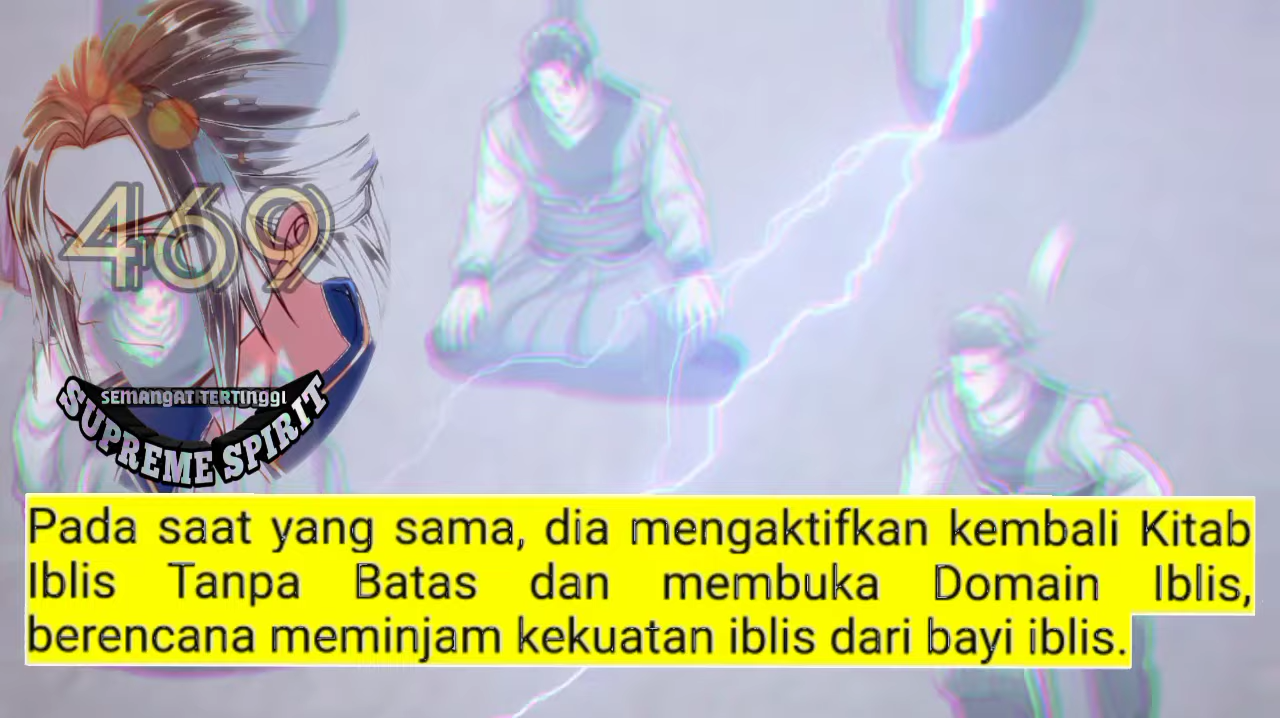 469
SEMANGAT TERTINGGI
SUPREME SPIRIT
Pada saat yang sama, dia mengaktifkan kembali Kitab
Iblis Tanpa Batas dan membuka Domain Iblis,
berencana meminjam kekuatan iblis dari bayi iblis.